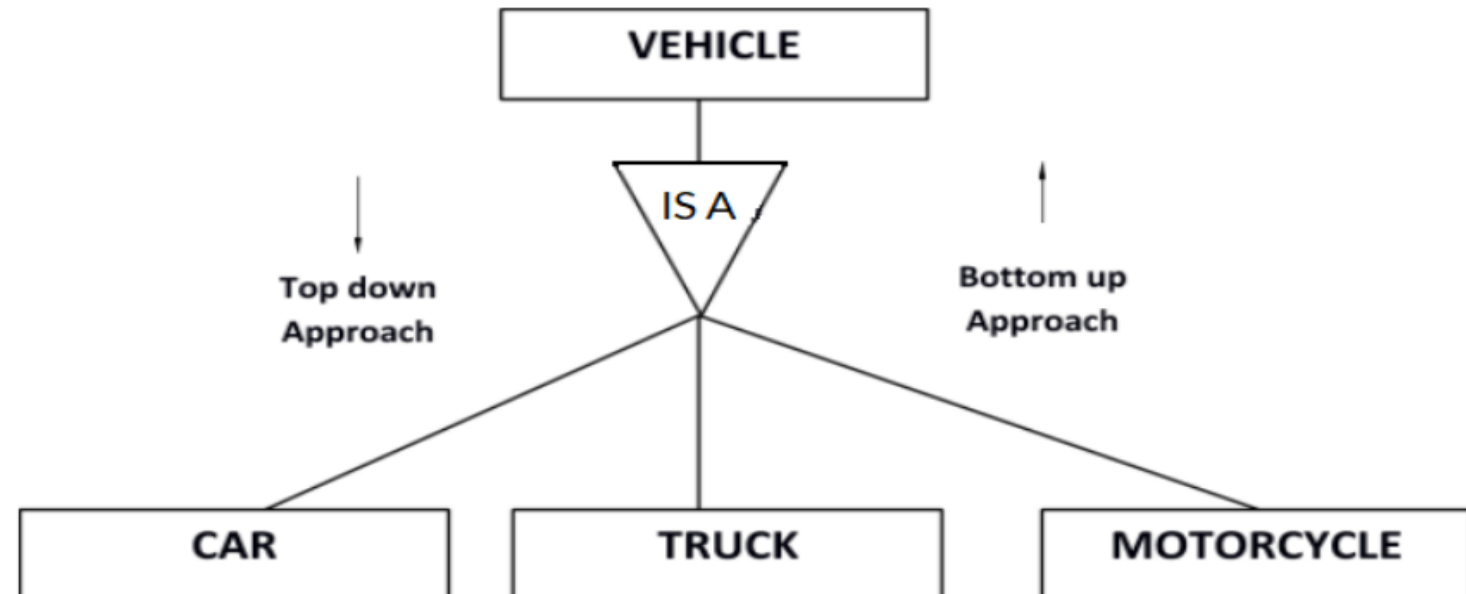 VEHICLE
IS A
Top down
Approach
Bottom up
Approach
CAR
TRUCK
MOTORCYCLE